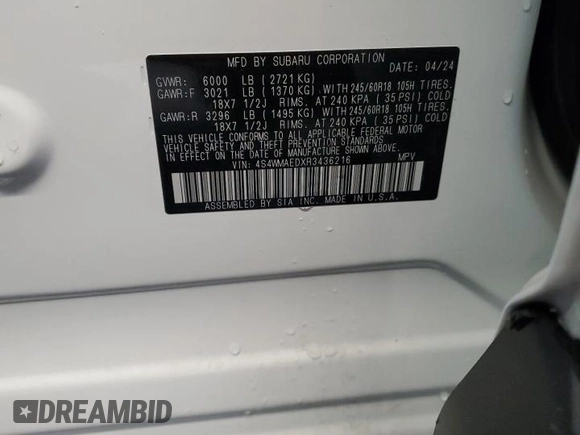 MFD BY SUBARU CORPORATION
DATE: 04/24
GVWR: 6000 LB (2721 KG)
GAWR:F 3021 LB (1370 KG) WITH 245/60R18 105H TIRES.
18X7 1/2J RIMS. AT 240 KPA (35 PSI) COLD
GAWR:R 3296 LB (1495 KG) WITH 245/60R18 105H TIRES.
18X7 1/2J RIMS. AT 240 KPA (35 PSI) COLD
THIS VEHICLE CONFORMS TO ALL APPLICABLE FEDERAL MOTOR
VEHICLE SAFETY AND THEFT PREVENTION STANDARDS IN EFFECT
ON THE DATE OF MANUFACTURE SHOWN ABOVE.
VIN: 4S4WMAEDXR3436216 MPV
ASSEMBLED BY SIA INC. MADE IN U.S.A.
DREAMBID